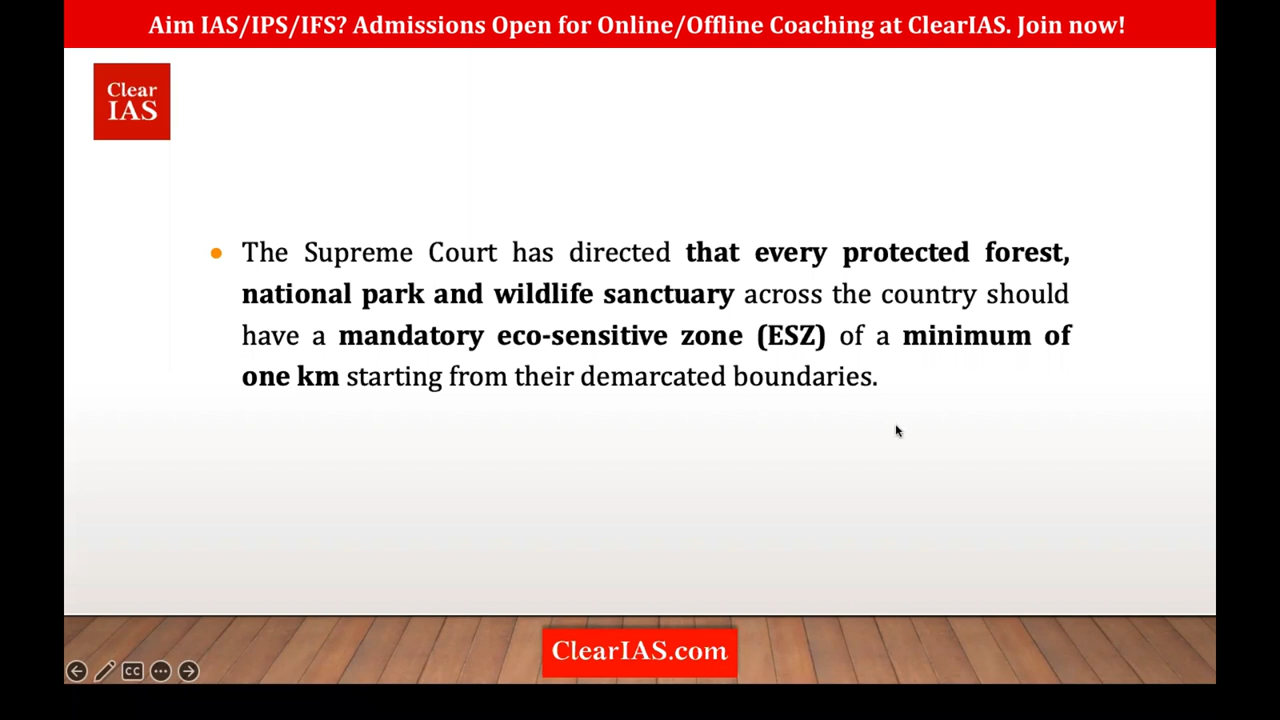 Aim IAS/IPS/IFS? Admissions Open for Online/Offline Coaching at ClearIAS. Join now!
Clear
IAS
The Supreme Court has directed that every protected forest,
national park and wildlife sanctuary across the country should
have a mandatory eco-sensitive zone (ESZ) of a minimum of
one km starting from their demarcated boundaries.
ClearIAS.com
CC